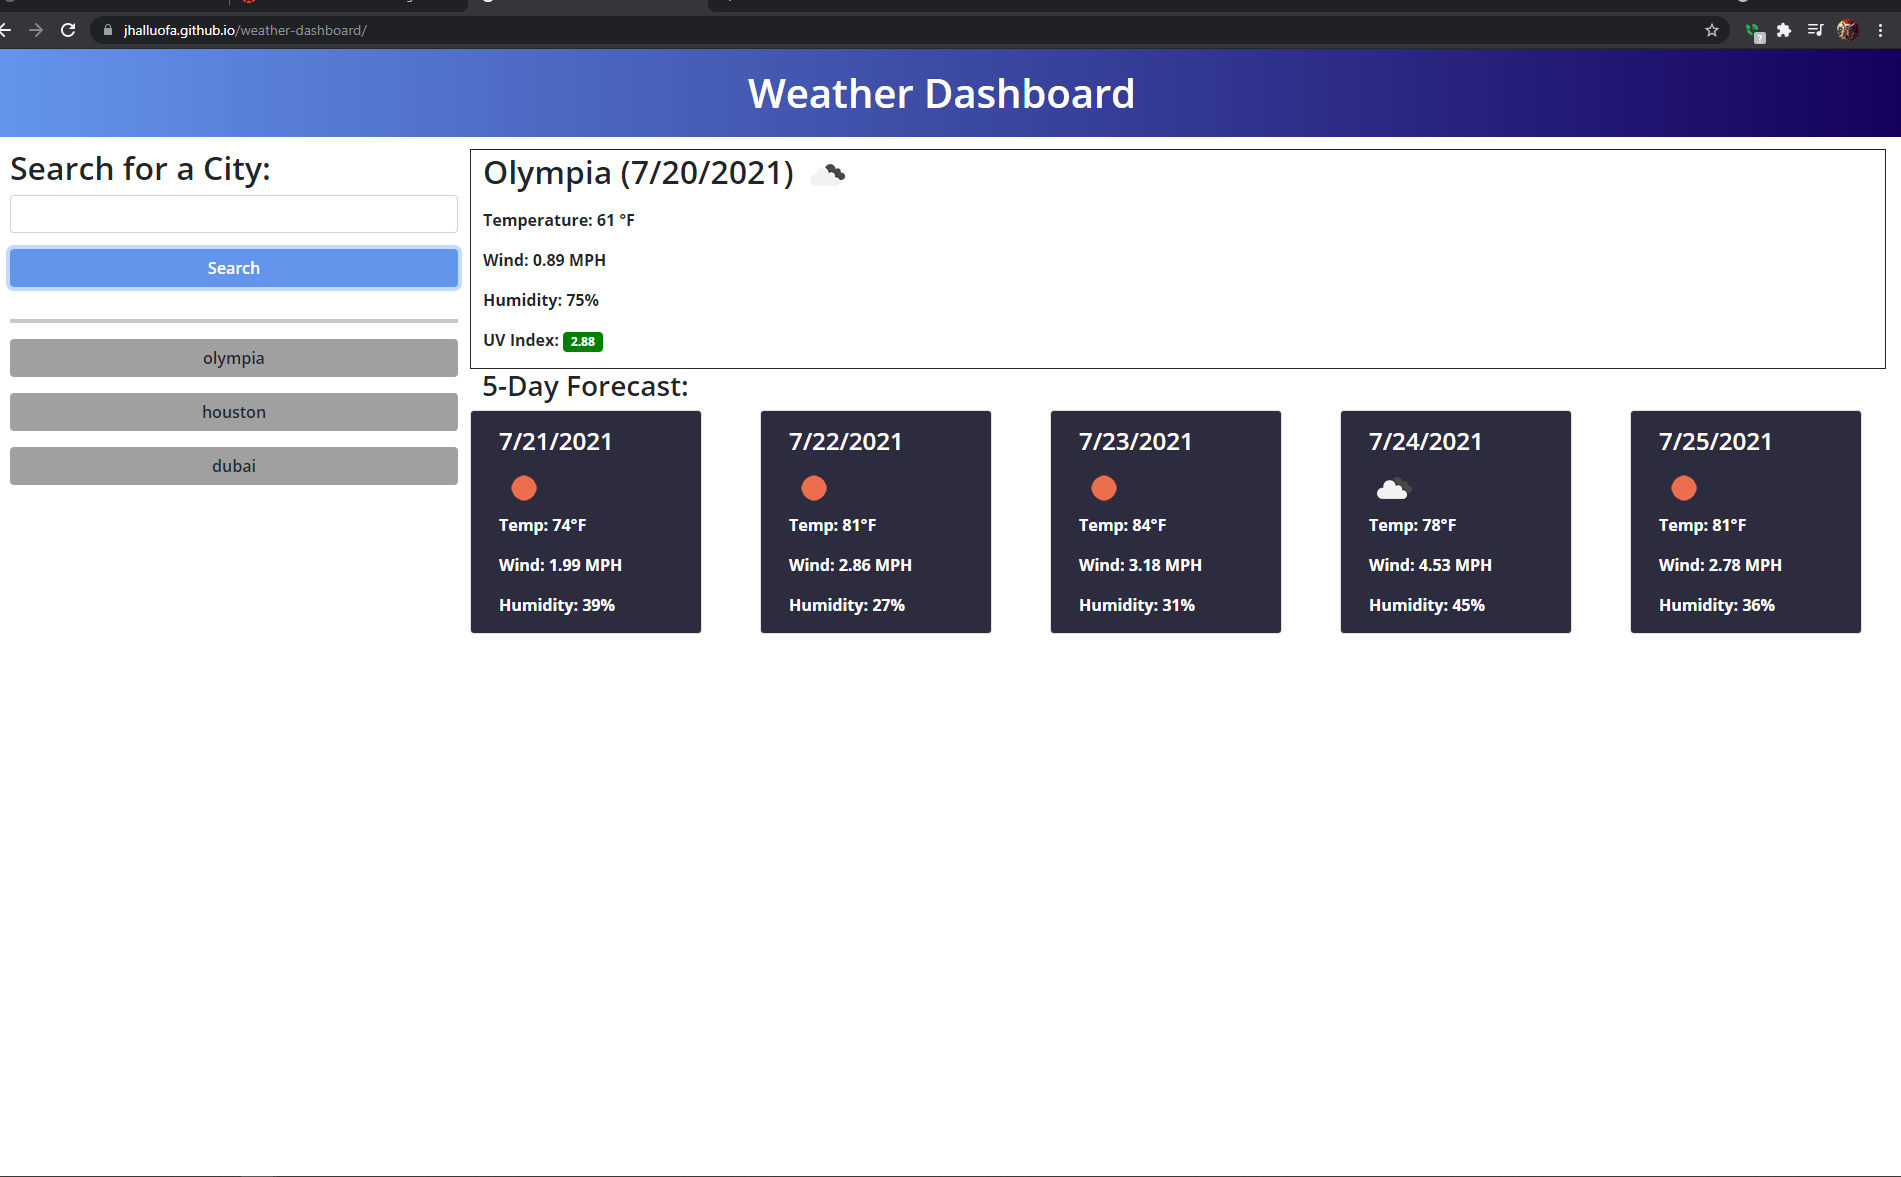 jhalluofa.github.io/weather-dashboard/
Weather Dashboard
Search for a City:
Search
olympia
houston
dubai
Olympia (7/20/2021)
Temperature: 61 °F
Wind: 0.89 MPH
Humidity: 75%
UV Index: 2.88
5-Day Forecast:
7/21/2021
Temp: 74°F
Wind: 1.99 MPH
Humidity: 39%
7/22/2021
Temp: 81°F
Wind: 2.86 MPH
Humidity: 27%
7/23/2021
Temp: 84°F
Wind: 3.18 MPH
Humidity: 31%
7/24/2021
Temp: 78°F
Wind: 4.53 MPH
Humidity: 45%
7/25/2021
Temp: 81°F
Wind: 2.78 MPH
Humidity: 36%